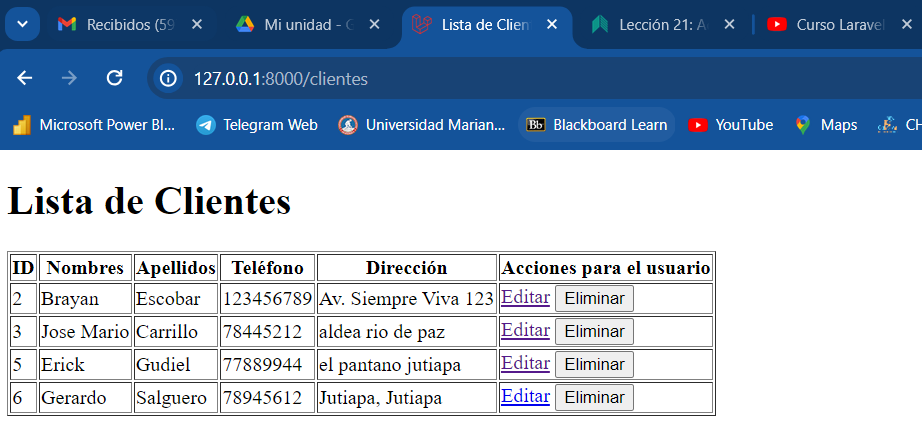 Recibidos (59 Mi unidad - G Lista de Clien Lección 21: A Curso Laravel
127.0.0.1:8000/clientes
Microsoft Power BI... Telegram Web Universidad Marian... Bb Blackboard Learn YouTube Maps CH
Lista de Clientes
ID Nombres Apellidos Teléfono Dirección Acciones para el usuario
2 Brayan Escobar 123456789 Av. Siempre Viva 123 Editar Eliminar
3 Jose Mario Carrillo 78445212 aldea rio de paz Editar Eliminar
5 Erick Gudiel 77889944 el pantano jutiapa Editar Eliminar
6 Gerardo Salguero 78945612 Jutiapa, Jutiapa Editar Eliminar